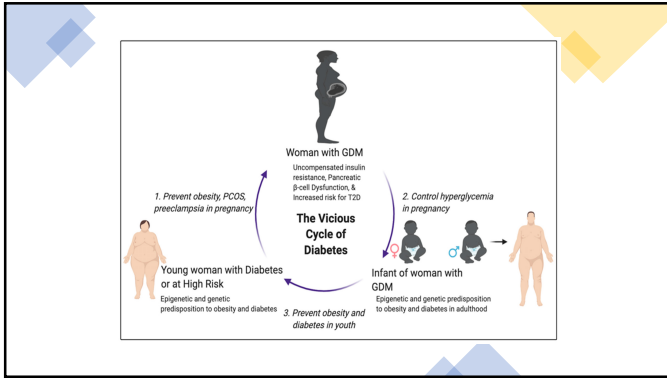 Woman with GDM
Uncompensated insulin
resistance, Pancreatic
β-cell Dysfunction, &
Increased risk for T2D
1. Prevent obesity, PCOS,
preeclampsia in pregnancy
2. Control hyperglycemia
in pregnancy
The Vicious
Cycle of
Diabetes
Young woman with Diabetes
or at High Risk
Epigenetic and genetic
predisposition to obesity and diabetes
Infant of woman with
GDM
Epigenetic and genetic predisposition
to obesity and diabetes in adulthood
3. Prevent obesity and
diabetes in youth